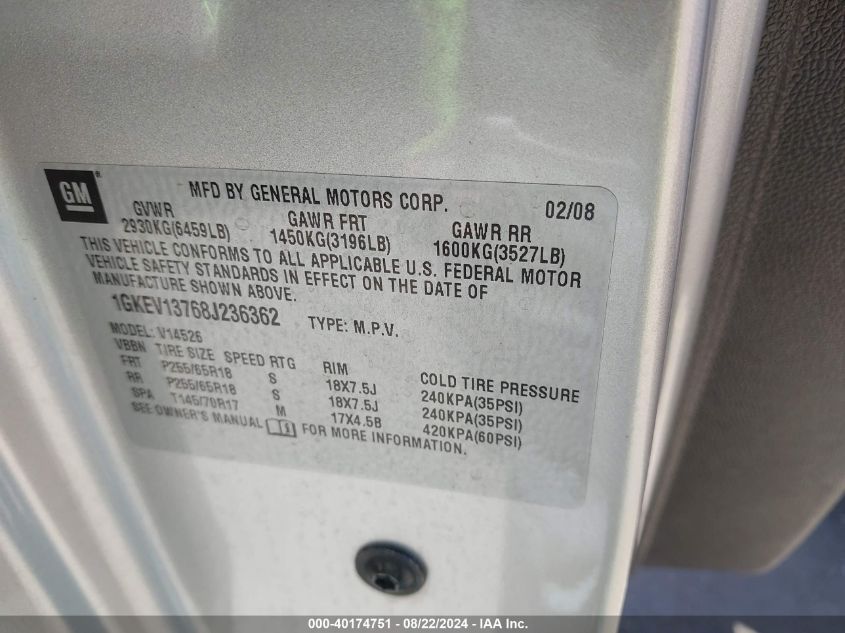 GM®
MFD BY GENERAL MOTORS CORP. 02/08
GVWR GAWR FRT GAWR RR
2930KG(6459LB) 1450KG(3196LB) 1600KG(3527LB)
THIS VEHICLE CONFORMS TO ALL APPLICABLE U.S. FEDERAL MOTOR
VEHICLE SAFETY STANDARDS IN EFFECT ON THE DATE OF
MANUFACTURE SHOWN ABOVE.
1GKEV13768J236362 TYPE: M.P.V.
MODEL: V14526
VBBN TIRE SIZE SPEED RTG RIM COLD TIRE PRESSURE
FRT P255/65R18 S 18X7.5J 240KPA(35PSI)
RR P255/65R18 S 18X7.5J 240KPA(35PSI)
SPA T145/70R17 M 17X4.5B 420KPA(60PSI)
SEE OWNER'S MANUAL FOR MORE INFORMATION.
000-40174751 - 08/22/2024 - IAA Inc.